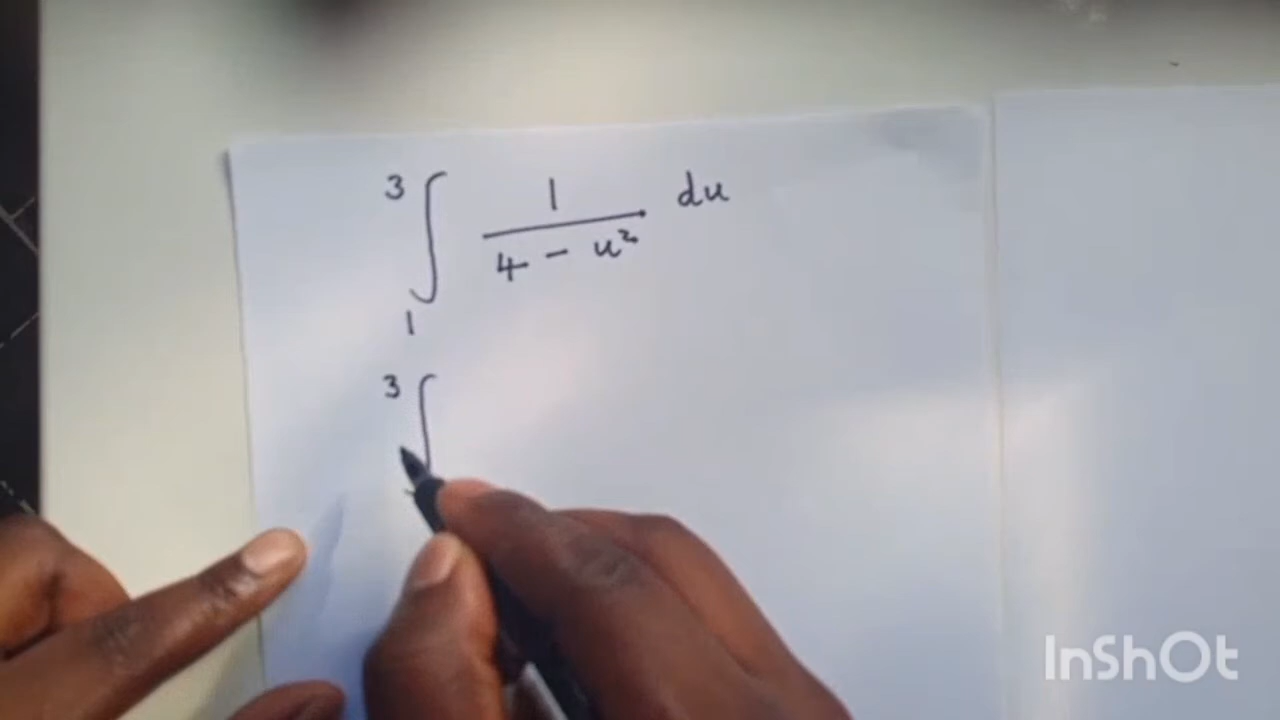 3 ∫ 1 1/(4 - u²) du
3 ∫
InShOt